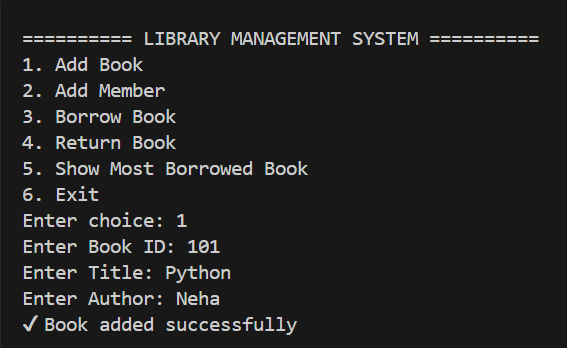 ========== LIBRARY MANAGEMENT SYSTEM ==========
1. Add Book
2. Add Member
3. Borrow Book
4. Return Book
5. Show Most Borrowed Book
6. Exit
Enter choice: 1
Enter Book ID: 101
Enter Title: Python
Enter Author: Neha
✓ Book added successfully